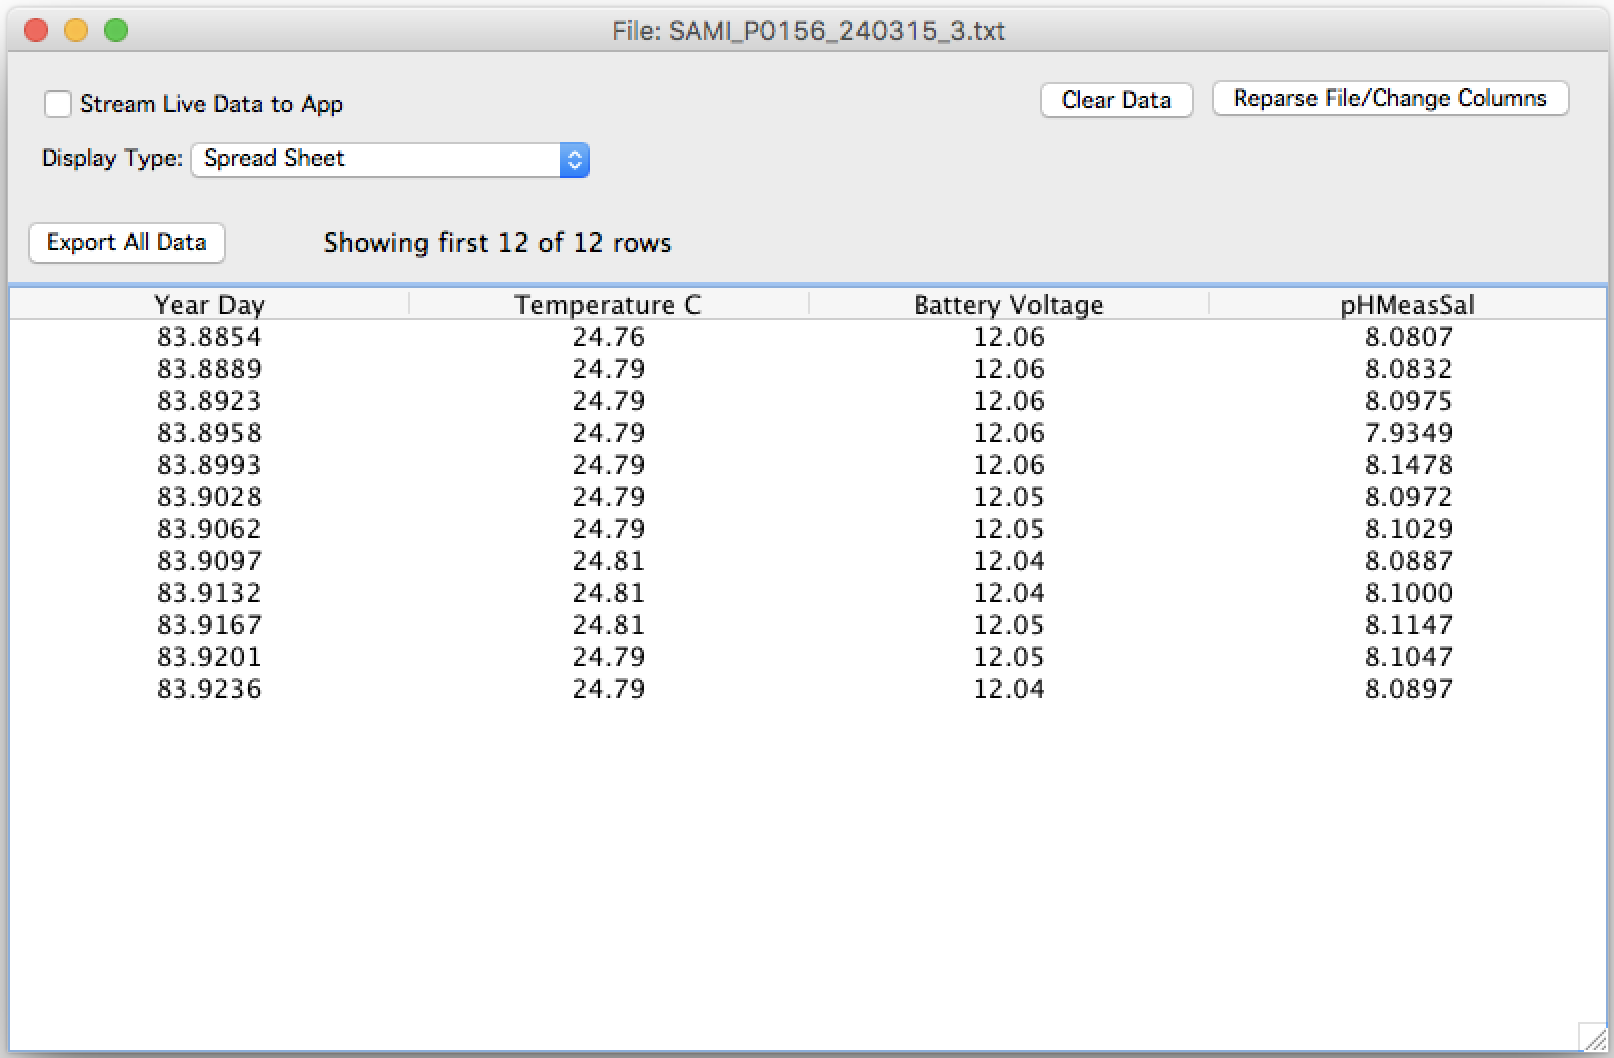 File: SAMI_P0156_240315_3.txt
Stream Live Data to App
Clear Data
Reparse File/Change Columns
Display Type: Spread Sheet
Export All Data
Showing first 12 of 12 rows
Year Day Temperature C Battery Voltage pHMeasSal
83.8854 24.76 12.06 8.0807
83.8889 24.79 12.06 8.0832
83.8923 24.79 12.06 8.0975
83.8958 24.79 12.06 7.9349
83.8993 24.79 12.06 8.1478
83.9028 24.79 12.05 8.0972
83.9062 24.79 12.05 8.1029
83.9097 24.81 12.04 8.0887
83.9132 24.81 12.04 8.1000
83.9167 24.81 12.05 8.1147
83.9201 24.79 12.05 8.1047
83.9236 24.79 12.04 8.0897